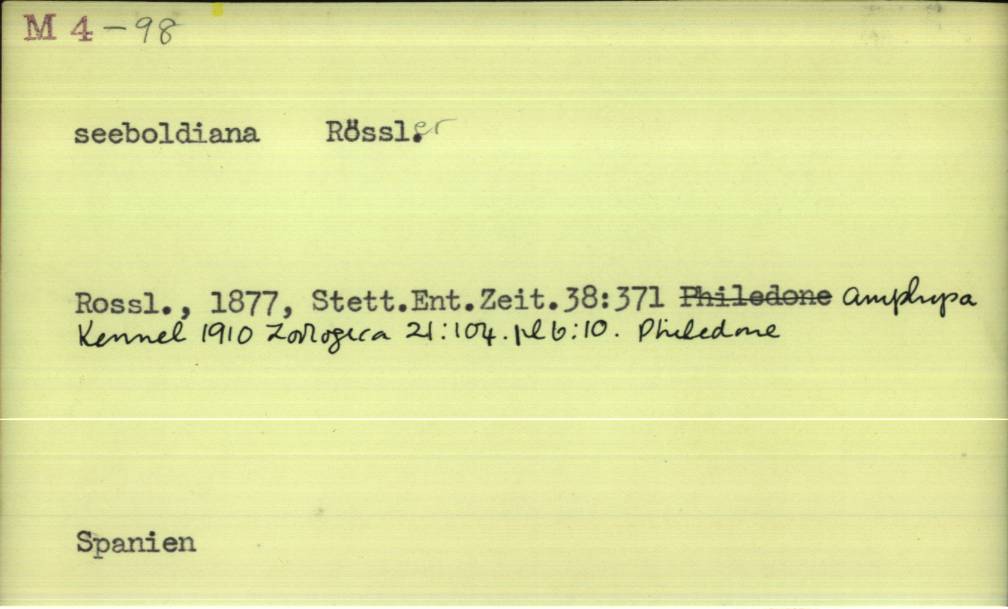 M 4 - 98
seeboldiana Rössl.er
Rossl., 1877, Stett.Ent.Zeit.38:371 Philedone Amphysa
Kennel 1910 Zoologica 21:104. pl 6:10. Philedone
Spanien